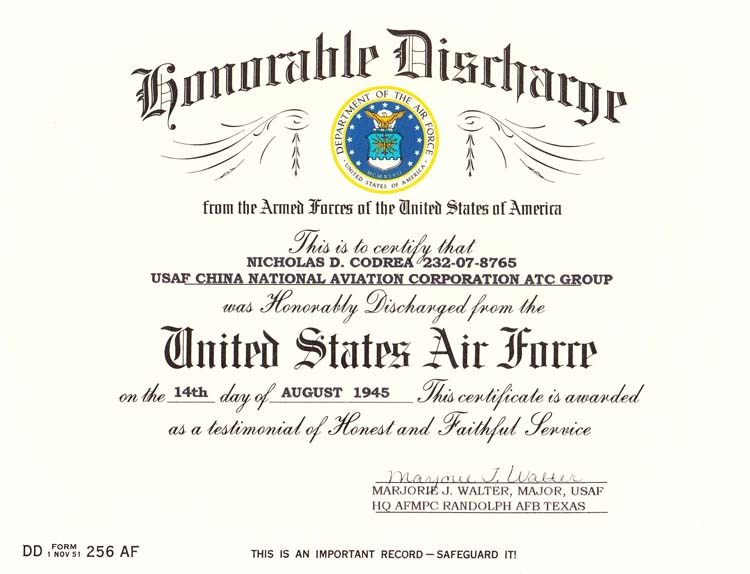 Honorable Discharge
DEPARTMENT OF THE AIR FORCE
MCMXLVII
UNITED STATES OF AMERICA
from the Armed Forces of the United States of America
This is to certify that
NICHOLAS D. CODREA 232-07-8765
USAF CHINA NATIONAL AVIATION CORPORATION ATC GROUP
was Honorably Discharged from the
United States Air Force
on the 14th day of AUGUST 1945 This certificate is awarded
as a testimonial of Honest and Faithful Service
Marjorie J. Walter
MARJORIE J. WALTER, MAJOR, USAF
HQ AFMPC RANDOLPH AFB TEXAS
DD FORM 1 NOV 51 256 AF
THIS IS AN IMPORTANT RECORD — SAFEGUARD IT!